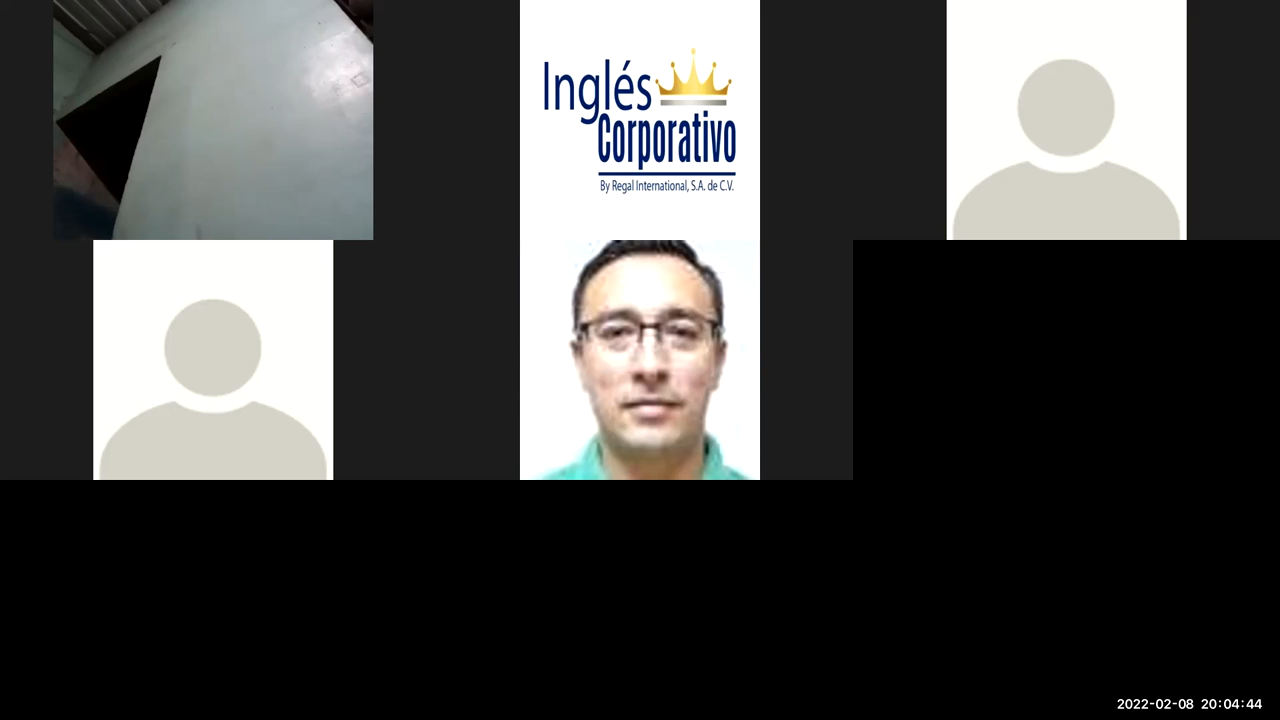 Inglés
Corporativo
By Regal International, S.A. de C.V.
2022-02-08 20:04:44